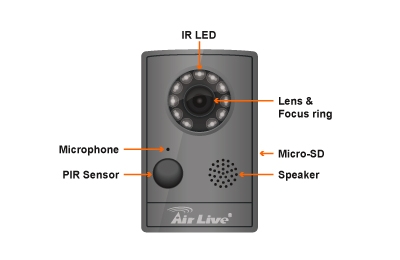 IR LED
Lens &
Focus ring
Microphone
Micro-SD
PIR Sensor
Speaker
Air Live®